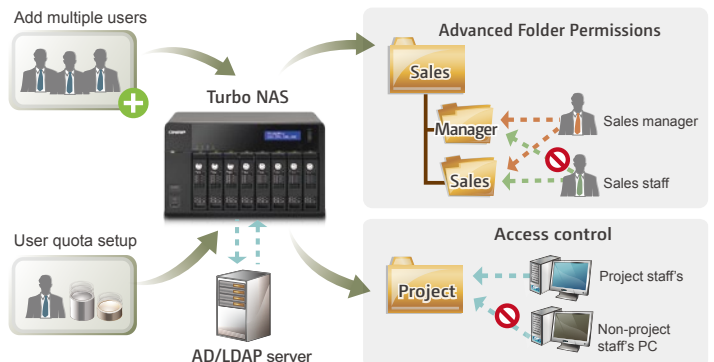 Add multiple users
Advanced Folder Permissions
Turbo NAS
QNAP
Sales
Manager
Sales manager
Sales
Sales staff
User quota setup
Access control
Project
Project staff's
Non-project
staff's PC
AD/LDAP server